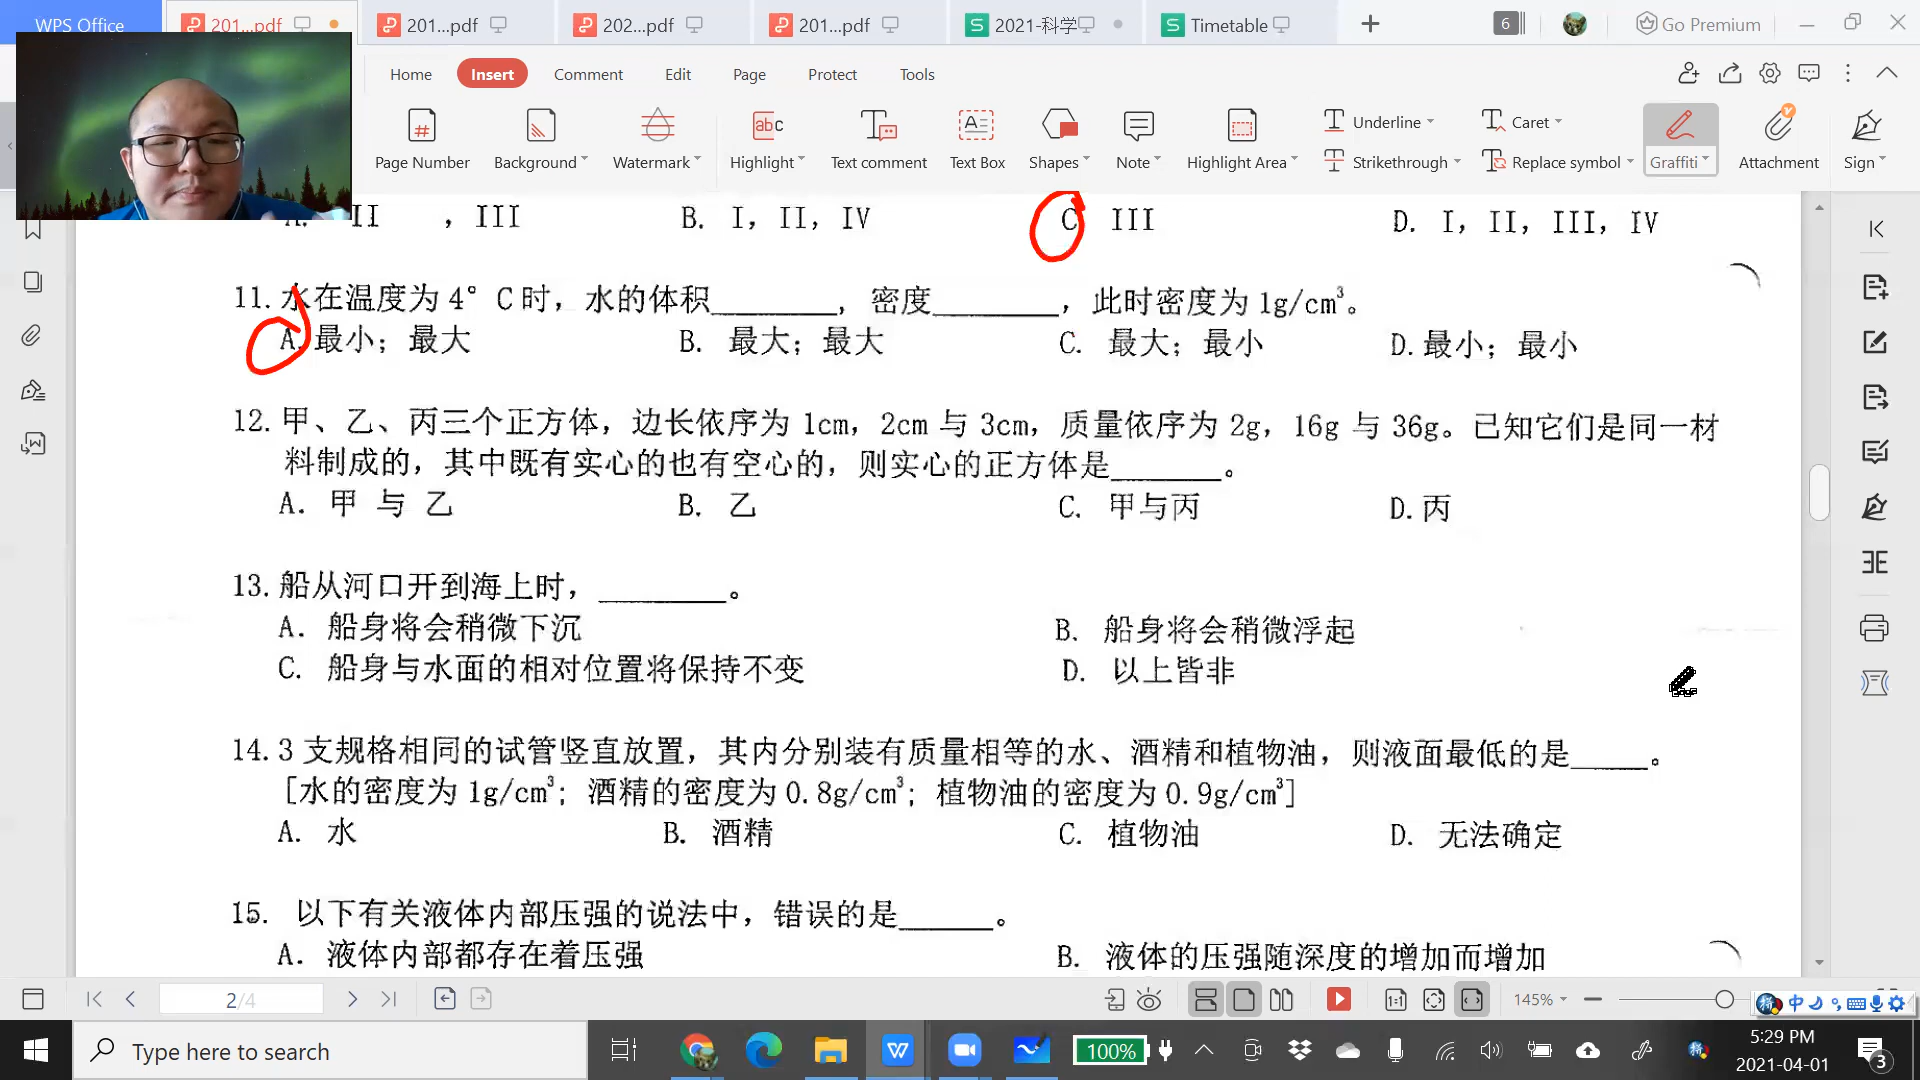 WPS Office
201...pdf
201...pdf
202...pdf
201...pdf
2021-科学
Timetable
6
Go Premium
Home
Insert
Comment
Edit
Page
Protect
Tools
Page Number
Background
Watermark
Highlight
Text comment
Text Box
Shapes
Note
Highlight Area
Underline
Strikethrough
Caret
Replace symbol
Graffiti
Attachment
Sign
II ，III B. I，II，IV C III D. I，II，III，IV
11. 水在温度为 4° C时，水的体积________，密度________，此时密度为 1g/cm³。
A. 最小；最大 B. 最大；最大 C. 最大；最小 D. 最小；最小
12. 甲、乙、丙三个正方体，边长依序为 1cm，2cm 与 3cm，质量依序为 2g，16g 与 36g。已知它们是同一材
料制成的，其中既有实心的也有空心的，则实心的正方体是_______。
A. 甲 与 乙 B. 乙 C. 甲与丙 D. 丙
13. 船从河口开到海上时，________。
A. 船身将会稍微下沉 B. 船身将会稍微浮起
C. 船身与水面的相对位置将保持不变 D. 以上皆非
14. 3 支规格相同的试管竖直放置，其内分别装有质量相等的水、酒精和植物油，则液面最低的是_____。
[水的密度为 1g/cm³；酒精的密度为 0.8g/cm³；植物油的密度为 0.9g/cm³]
A. 水 B. 酒精 C. 植物油 D. 无法确定
15. 以下有关液体内部压强的说法中，错误的是______。
A. 液体内部都存在着压强 B. 液体的压强随深度的增加而增加
2/4
145%
中
Type here to search
100%
5:29 PM
2021-04-01
3